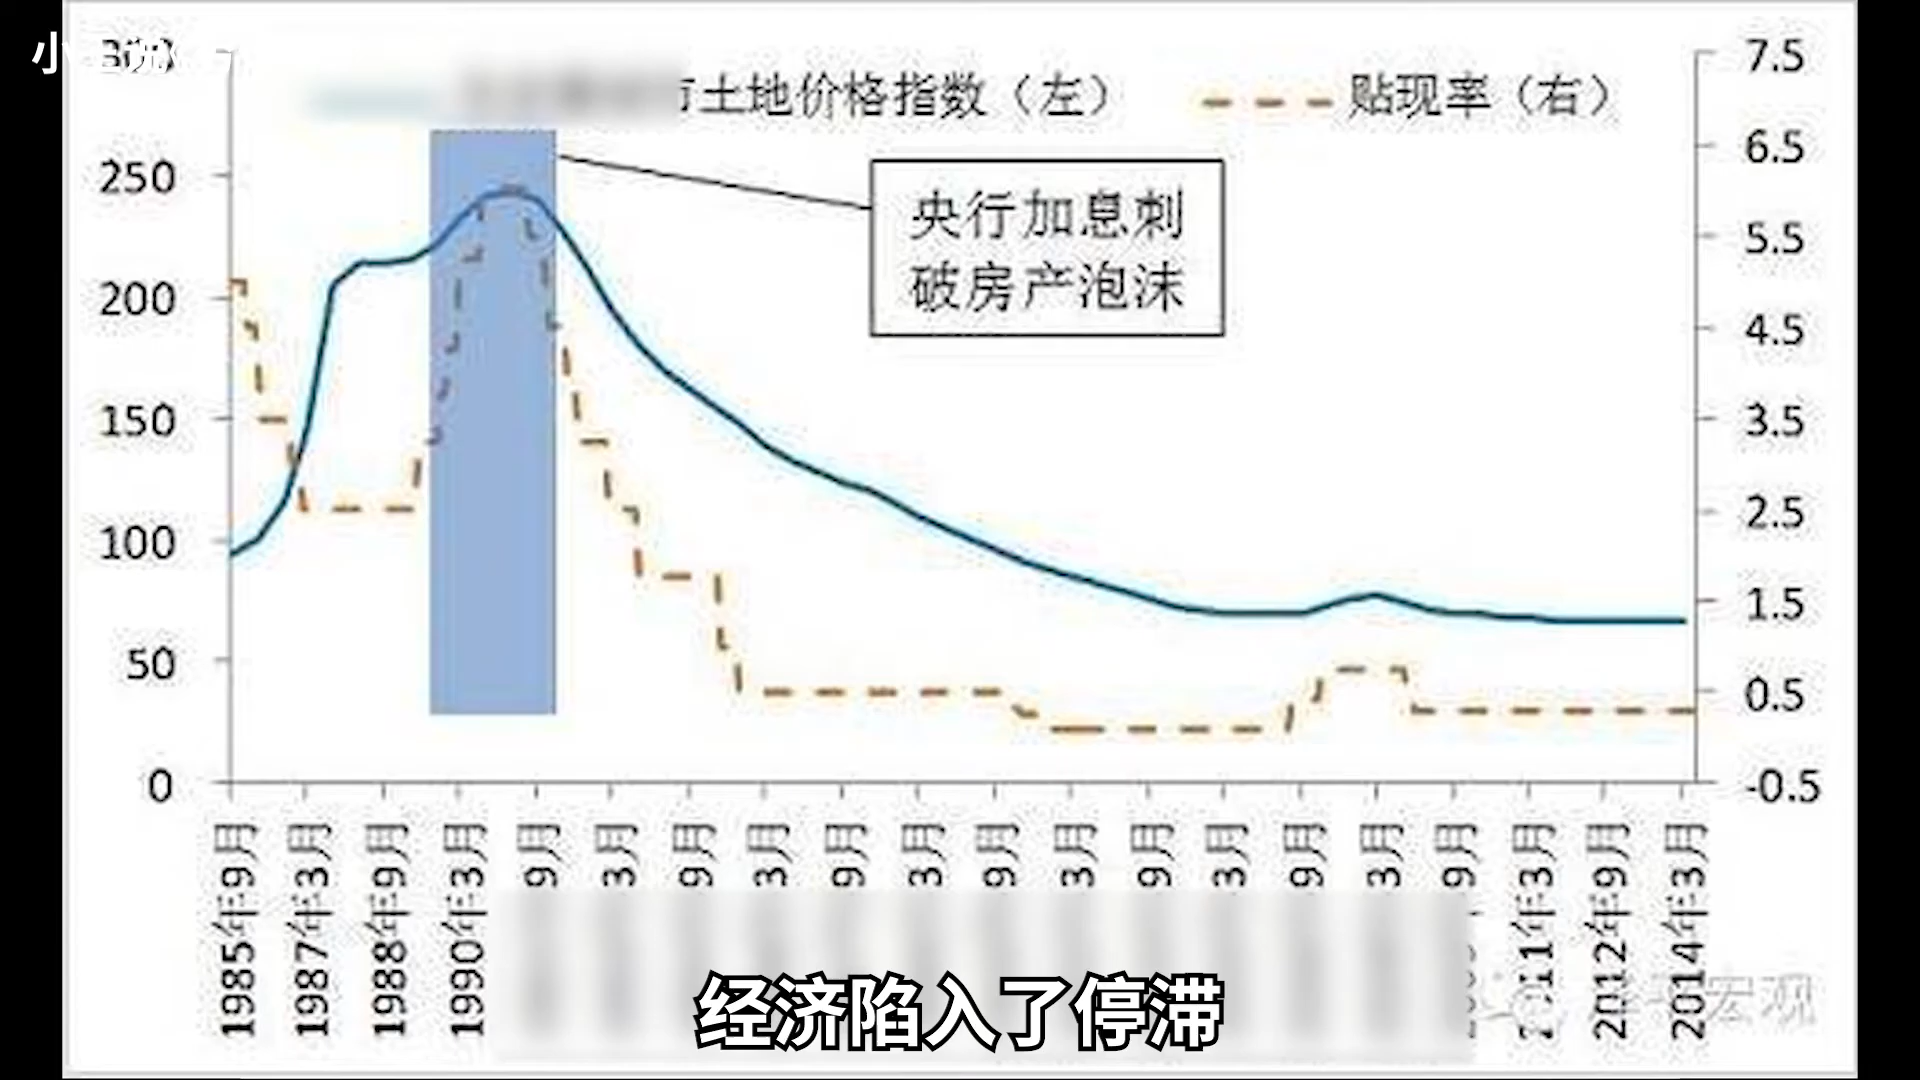 小
300
7.5
市土地价格指数（左）
贴现率（右）
6.5
250
央行加息刺
破房产泡沫
5.5
200
4.5
150
3.5
100
2.5
50
1.5
0.5
0
-0.5
1985年9月
1987年3月
1988年9月
1990年3月
9月
3月
9月
3月
9月
3月
9月
3月
9月
3月
9月
3月
9月
2011年3月
2012年9月
2014年3月
宏观
经济陷入了停滞